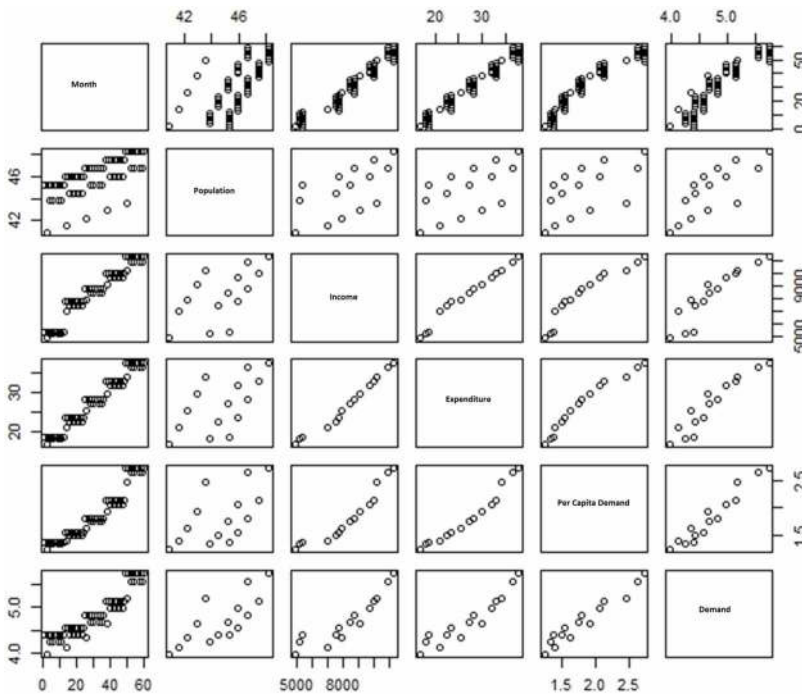 42 46
20 30
4.0 5.0
Month
0 20 50
42 46
Population
Income
5000 9000
20 30
Expenditure
Per Capita Demand
1.5 2.5
4.0 5.0
Demand
0 20 40 60
5000 8000
1.5 2.0 2.5